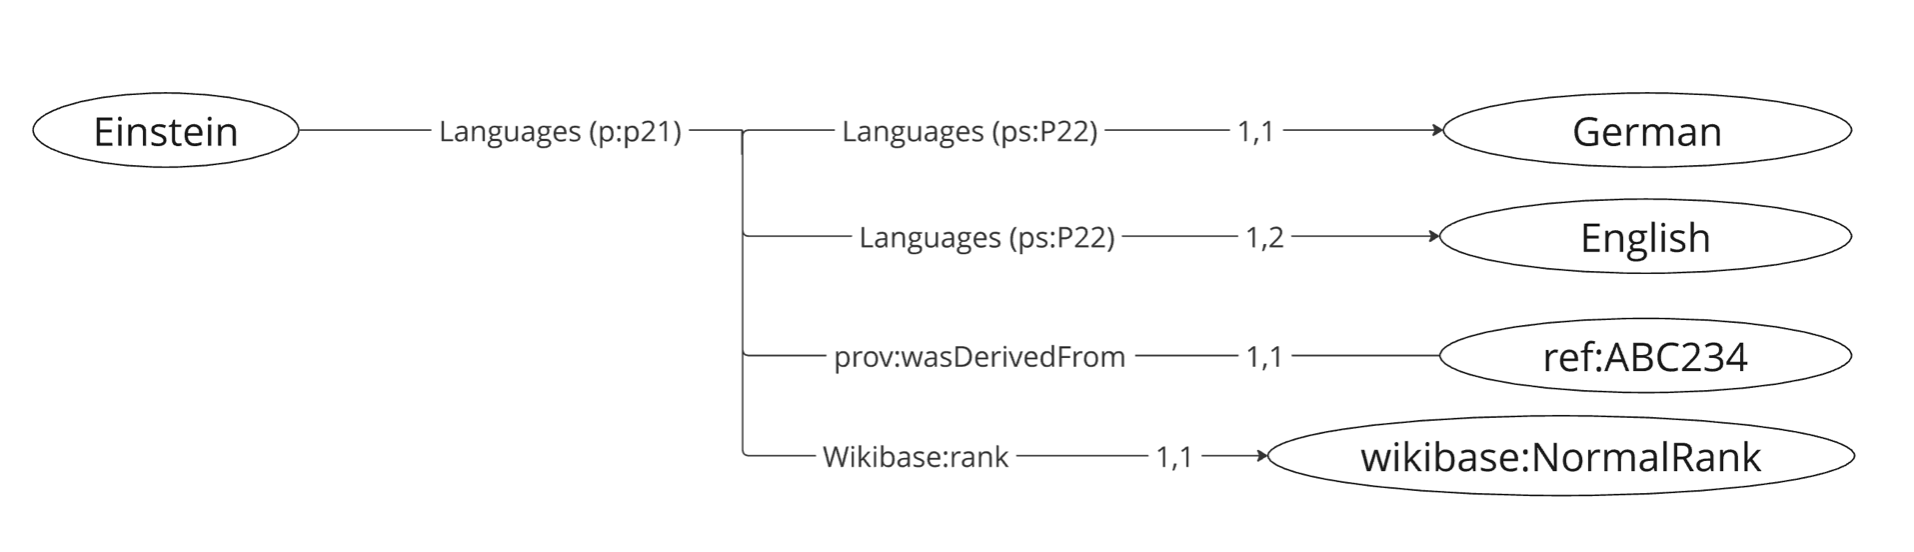 Einstein
Languages (p:p21)
Languages (ps:P22)
1,1
German
Languages (ps:P22)
1,2
English
prov:wasDerivedFrom
1,1
ref:ABC234
Wikibase:rank
1,1
wikibase:NormalRank